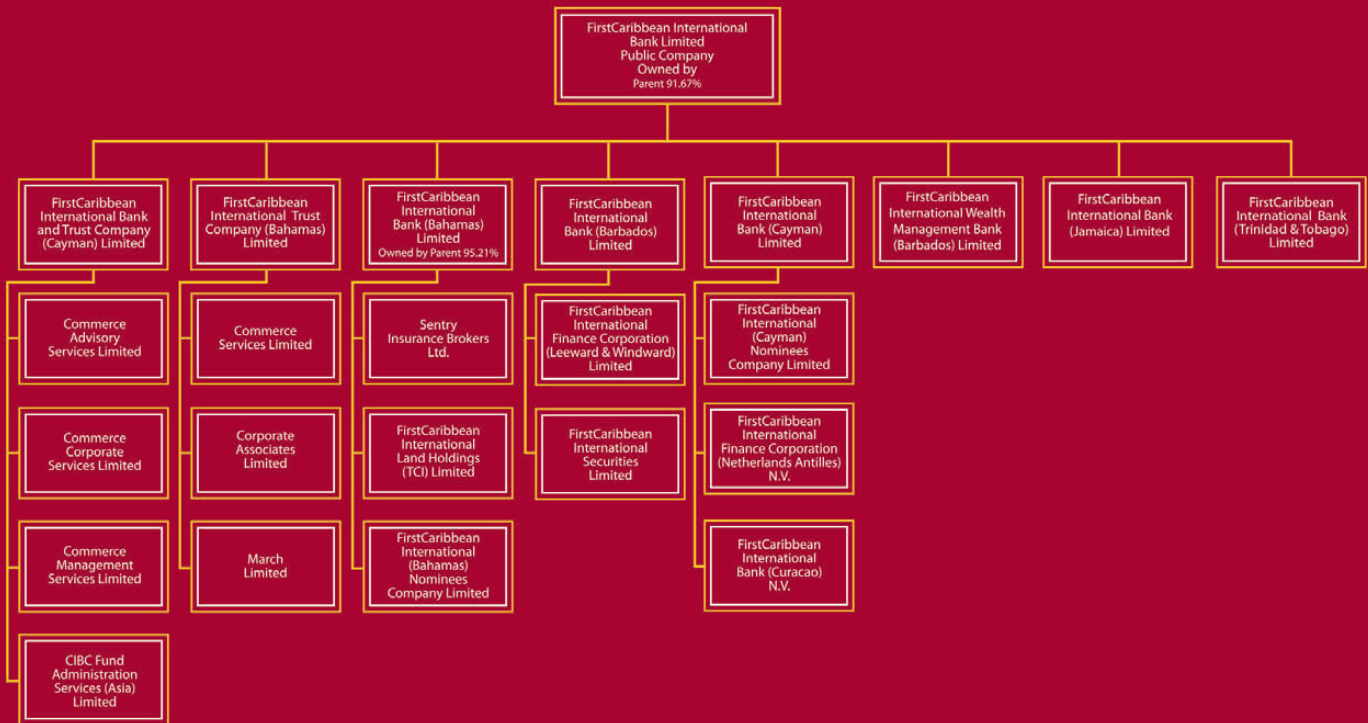 FirstCaribbean International
Bank Limited
Public Company
Owned by
Parent 91.67%
FirstCaribbean
International Bank
and Trust Company
(Cayman) Limited
FirstCaribbean
International Trust
Company (Bahamas)
Limited
FirstCaribbean
International
Bank (Bahamas)
Limited
Owned by Parent 95.21%
FirstCaribbean
International
Bank (Barbados)
Limited
FirstCaribbean
International
Bank (Cayman)
Limited
FirstCaribbean
International Wealth
Management Bank
(Barbados) Limited
FirstCaribbean
International Bank
(Jamaica) Limited
FirstCaribbean
International Bank
(Trinidad & Tobago)
Limited
Commerce
Advisory
Services Limited
Commerce
Services Limited
Sentry
Insurance Brokers
Ltd.
FirstCaribbean
International
Finance Corporation
(Leeward & Windward)
Limited
FirstCaribbean
International
(Cayman)
Nominees
Company Limited
Commerce
Corporate
Services Limited
Corporate
Associates
Limited
FirstCaribbean
International
Land Holdings
(TCI) Limited
FirstCaribbean
International
Securities
Limited
FirstCaribbean
International
Finance Corporation
(Netherlands Antilles)
N.V.
Commerce
Management
Services Limited
March
Limited
FirstCaribbean
International
(Bahamas)
Nominees
Company Limited
FirstCaribbean
International
Bank (Curacao)
N.V.
CIBC Fund
Administration
Services (Asia)
Limited